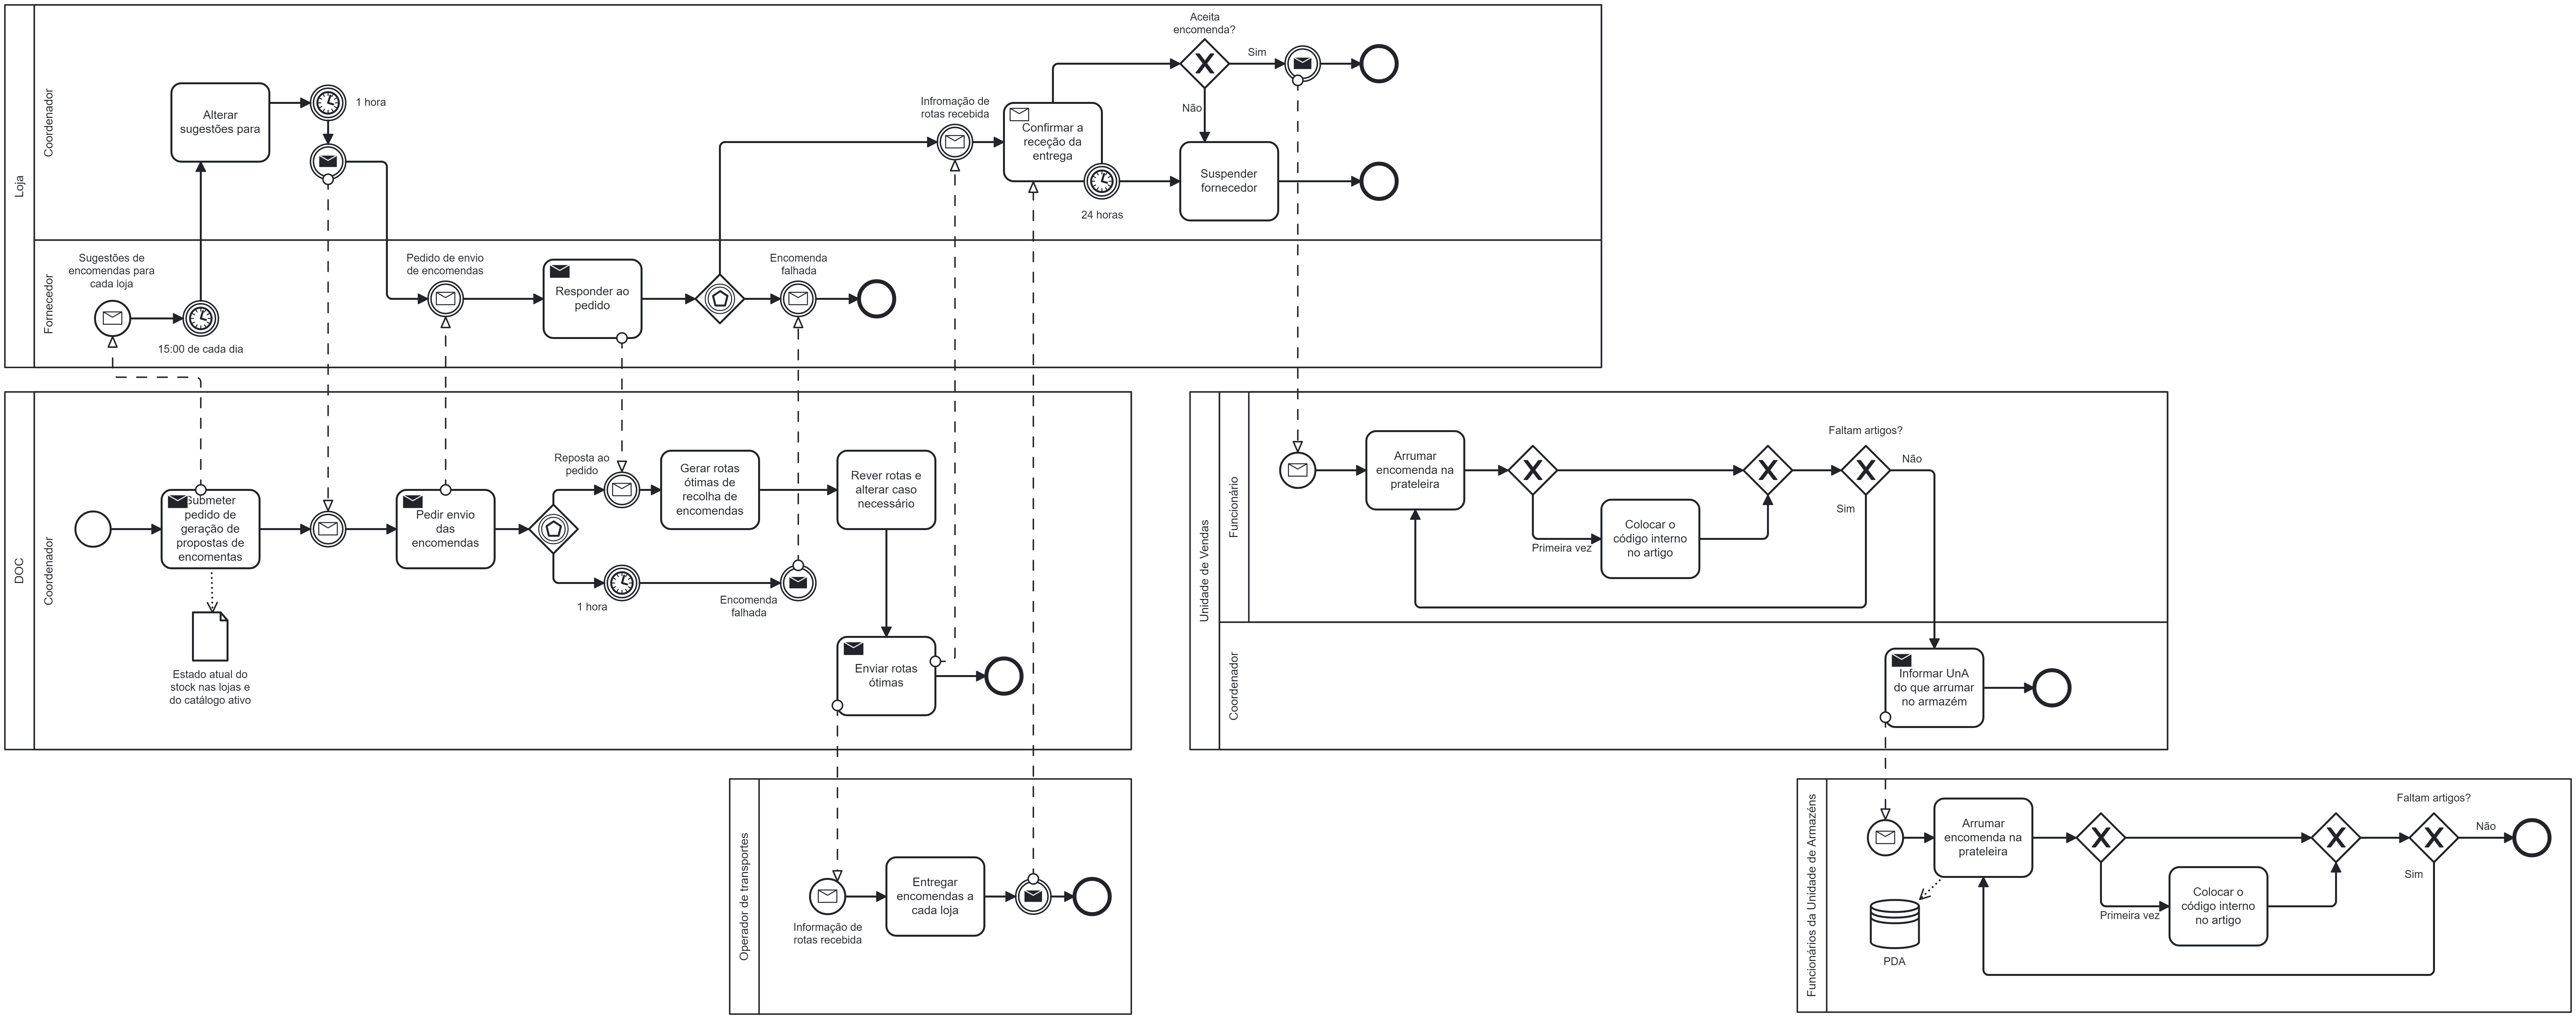 Loja
Coordenador
Fornecedor
Aceita
encomenda?
Sim
Não
Alterar
sugestões para
1 hora
Infromação de
rotas recebida
Confirmar a
receção da
entrega
24 horas
Suspender
fornecedor
Sugestões de
encomendas para
cada loja
15:00 de cada dia
Pedido de envio
de encomendas
Responder ao
pedido
Encomenda
falhada
DOC
Coordenador
Submeter
pedido de
geração de
propostas de
encomentas
Estado atual do
stock nas lojas e
do catálogo ativo
Pedir envio
das
encomendas
Reposta ao
pedido
1 hora
Gerar rotas
ótimas de
recolha de
encomendas
Rever rotas e
alterar caso
necessário
Encomenda
falhada
Enviar rotas
ótimas
Unidade de Vendas
Funcionário
Coordenador
Arrumar
encomenda na
prateleira
Primeira vez
Colocar o
código interno
no artigo
Faltam artigos?
Não
Sim
Informar UnA
do que arrumar
no armazém
Operador de transportes
Informação de
rotas recebida
Entregar
encomendas a
cada loja
Funcionários da Unidade de Armazéns
Arrumar
encomenda na
prateleira
PDA
Primeira vez
Colocar o
código interno
no artigo
Faltam artigos?
Não
Sim